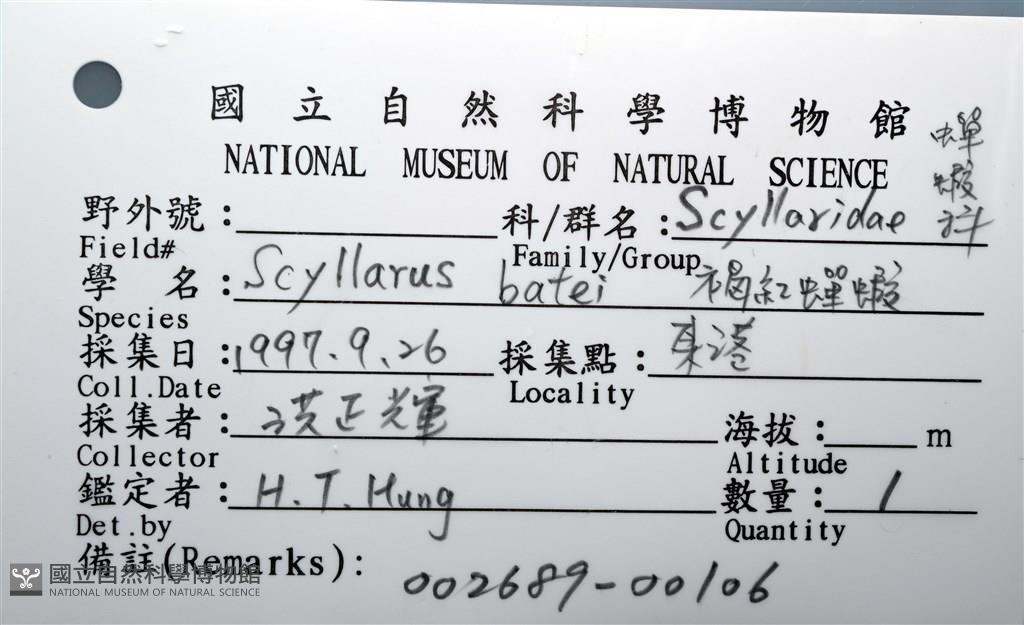 國立自然科學博物館
NATIONAL MUSEUM OF NATURAL SCIENCE
野外號： 科/群名：Scyllaridae 蟬蝦科
Field# Family/Group
學 名：Scyllarus batei 褐紅蟬蝦
Species
採集日：1997.9.26 採集點：東港
Coll.Date Locality
採集者：洪正輝 海拔： m
Collector Altitude
鑑定者：H.T.Hung 數量：1
Det.by Quantity
備註(Remarks):
002689-00106
國立自然科學博物館
NATIONAL MUSEUM OF NATURAL SCIENCE